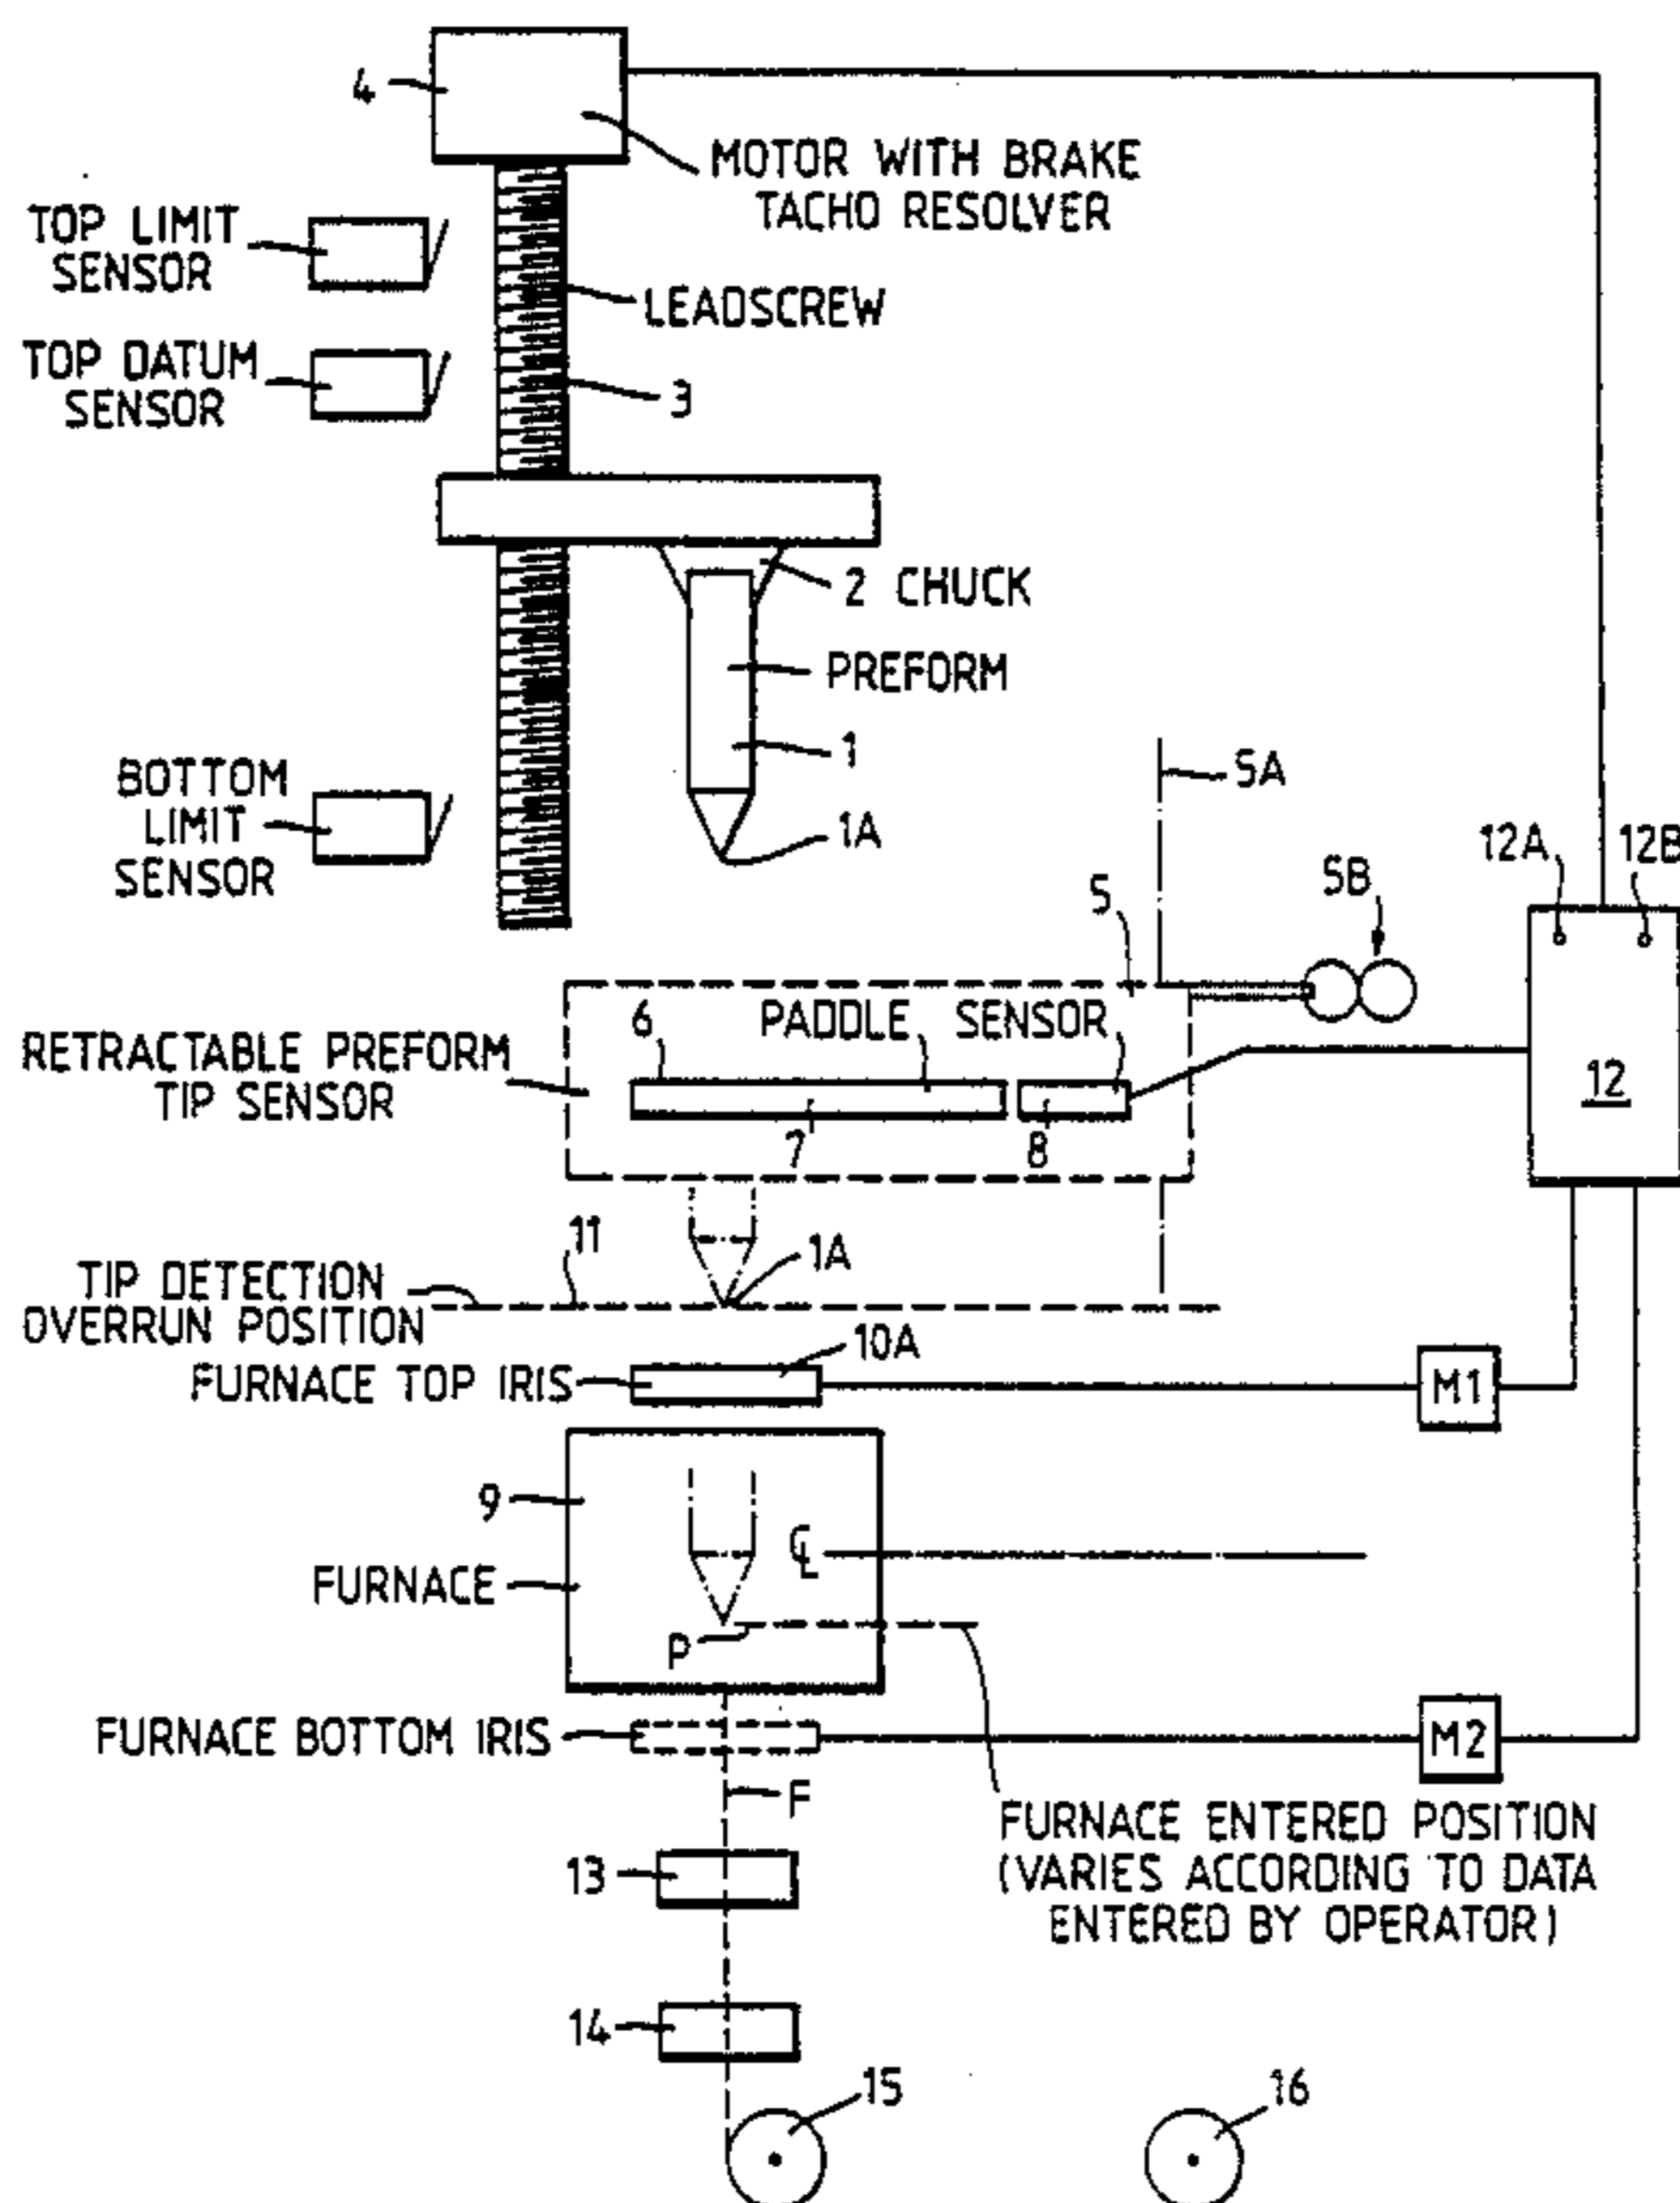 4
MOTOR WITH BRAKE
TACHO RESOLVER
TOP LIMIT
SENSOR
LEADSCREW
TOP DATUM
SENSOR
3
2 CHUCK
PREFORM
1
BOTTOM
LIMIT
SENSOR
1A
5A
12A
12B
5B
5
6
PADDLE SENSOR
RETRACTABLE PREFORM
TIP SENSOR
7
8
12
11
1A
TIP DETECTION
OVERRUN POSITION
10A
FURNACE TOP IRIS
M1
9
℄
FURNACE
P
FURNACE BOTTOM IRIS
M2
F
FURNACE ENTERED POSITION
(VARIES ACCORDING TO DATA
ENTERED BY OPERATOR)
13
14
15
16